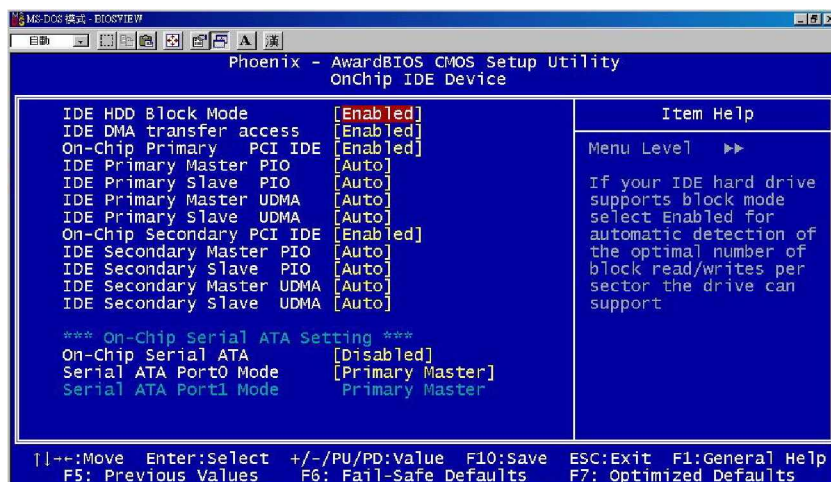 MS-DOS 模式 - BIOSVIEW
自動
A 漢
Phoenix - AwardBIOS CMOS Setup Utility
OnChip IDE Device
IDE HDD Block Mode [Enabled]
IDE DMA transfer access [Enabled]
On-Chip Primary PCI IDE [Enabled]
IDE Primary Master PIO [Auto]
IDE Primary Slave PIO [Auto]
IDE Primary Master UDMA [Auto]
IDE Primary Slave UDMA [Auto]
On-Chip Secondary PCI IDE [Enabled]
IDE Secondary Master PIO [Auto]
IDE Secondary Slave PIO [Auto]
IDE Secondary Master UDMA [Auto]
IDE Secondary Slave UDMA [Auto]
*** On-Chip Serial ATA Setting ***
On-Chip Serial ATA [Disabled]
Serial ATA Port0 Mode [Primary Master]
Serial ATA Port1 Mode Primary Master
Item Help
Menu Level ►►
If your IDE hard drive
supports block mode
select Enabled for
automatic detection of
the optimal number of
block read/writes per
sector the drive can
support
↑↓→←:Move Enter:Select +/-/PU/PD:Value F10:Save ESC:Exit F1:General Help
F5: Previous Values F6: Fail-Safe Defaults F7: Optimized Defaults